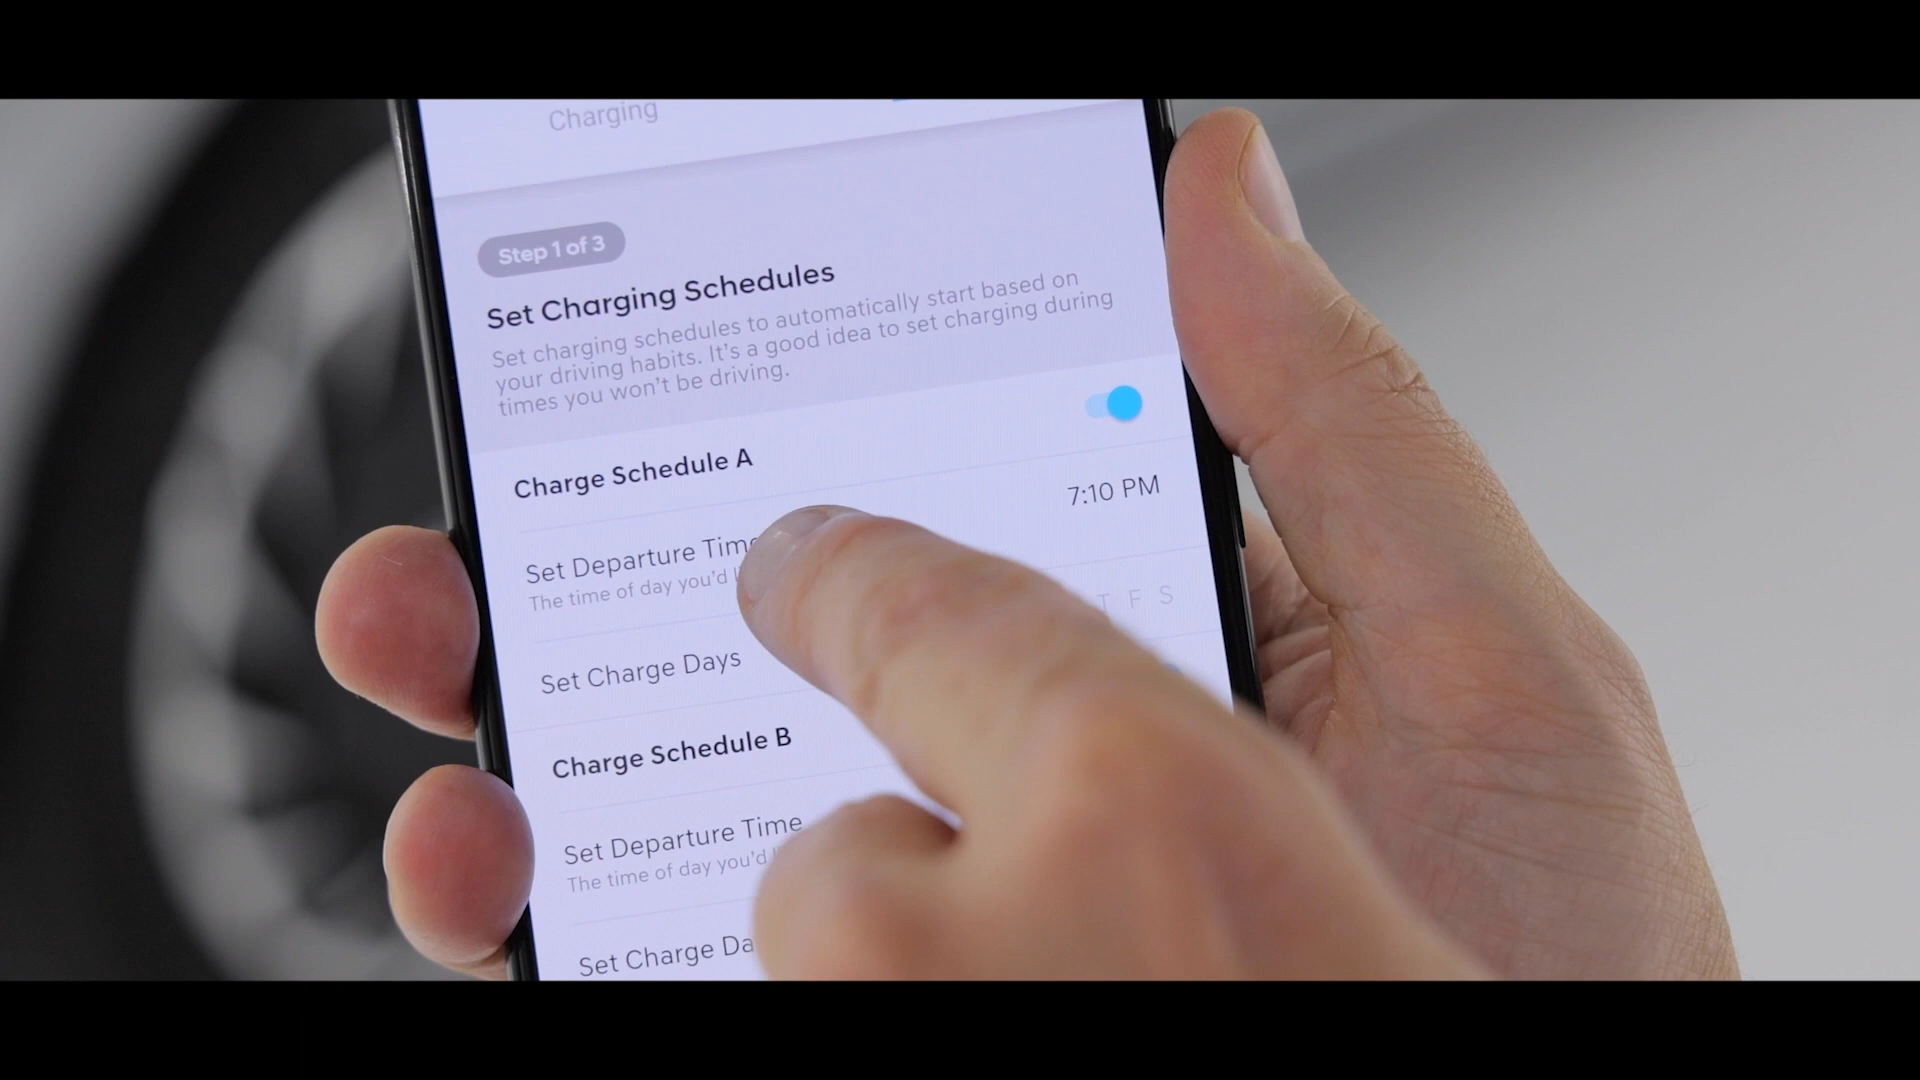 Charging
Step 1 of 3
Set Charging Schedules
Set charging schedules to automatically start based on
your driving habits. It's a good idea to set charging during
times you won't be driving.
Charge Schedule A
Set Departure Time 7:10 PM
The time of day you'd
Set Charge Days T F S
Charge Schedule B
Set Departure Time
The time of day you'd
Set Charge